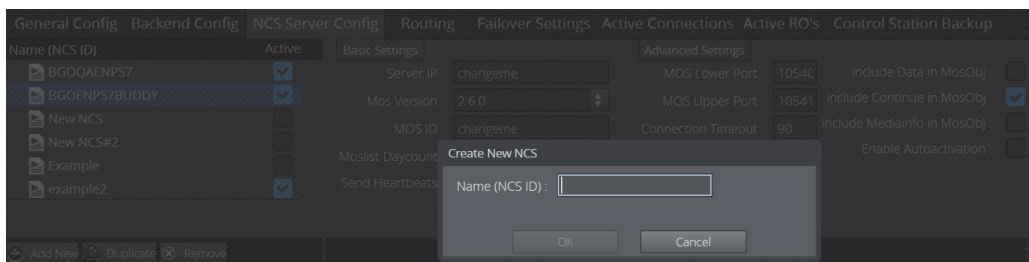 General Config Backend Config NCS Server Config Routing Failover Settings Active Connections Active RO's Control Station Backup
Name (NCS ID) Active
BGOQAENPS7
BGOENPS7BUDDY
New NCS
New NCS#2
Example
example2
Add New Duplicate Remove
Basic Settings
Server IP : changeme
Mos Version 2.6.0
MOS ID : changeme
Moslist Daycount
Send Heartbeats
Advanced Settings
MOS Lower Port : 10540
MOS Upper Port : 10541
Connection Timeout : 90
include Data in MosObj :
include Continue in MosObj :
include Mediainfo in MosObj :
Enable Autoactivation :
Create New NCS
Name (NCS ID) :
OK Cancel